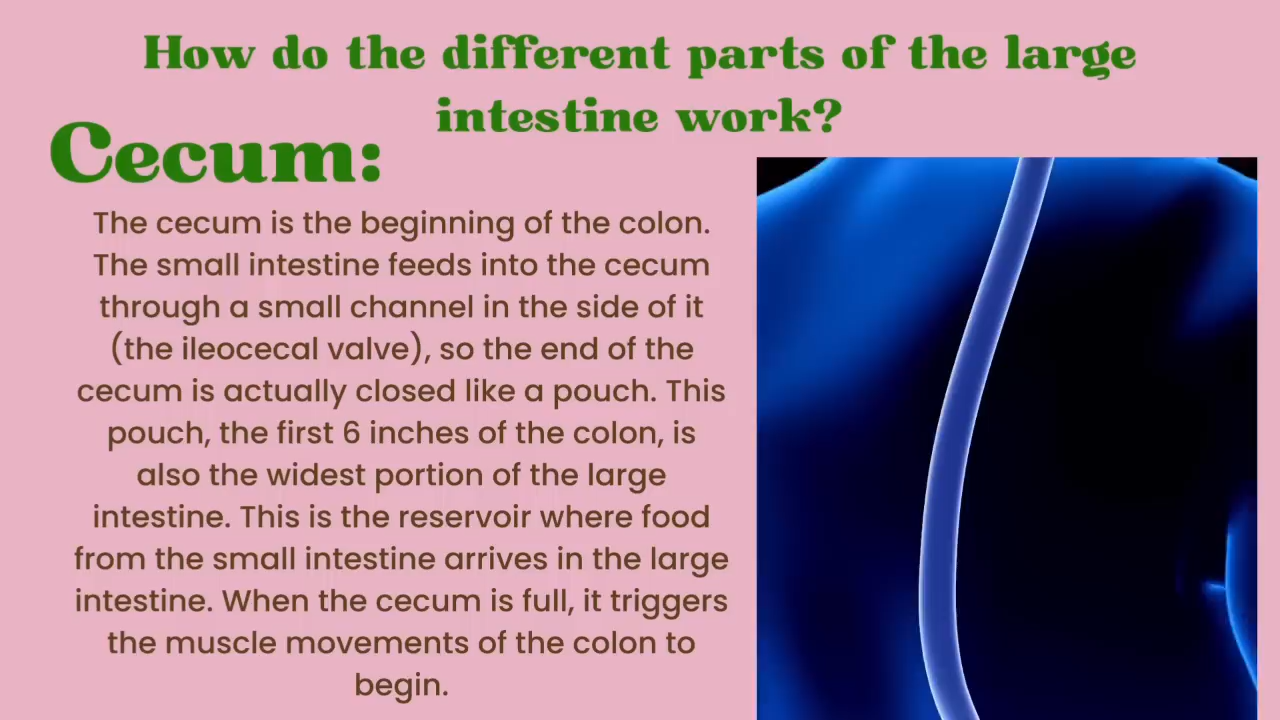 How do the different parts of the large
intestine work?
Cecum:
The cecum is the beginning of the colon.
The small intestine feeds into the cecum
through a small channel in the side of it
(the ileocecal valve), so the end of the
cecum is actually closed like a pouch. This
pouch, the first 6 inches of the colon, is
also the widest portion of the large
intestine. This is the reservoir where food
from the small intestine arrives in the large
intestine. When the cecum is full, it triggers
the muscle movements of the colon to
begin.